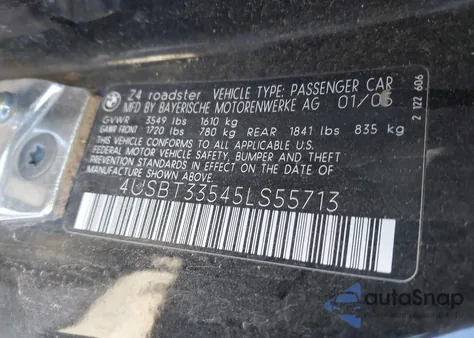 Z4 roadster VEHICLE TYPE: PASSENGER CAR
MFD BY BAYERISCHE MOTORENWERKE AG 01/05
GVWR 3549 lbs 1610 kg
GAWR FRONT 1720 lbs 780 kg REAR 1841 lbs 835 kg
THIS VEHICLE CONFORMS TO ALL APPLICABLE U.S.
FEDERAL MOTOR VEHICLE SAFETY, BUMPER AND THEFT
PREVENTION STANDARDS IN EFFECT ON THE DATE OF
MANUFACTURE SHOWN ABOVE.
4USBT33545LS55713
2 122 606
autoSnap